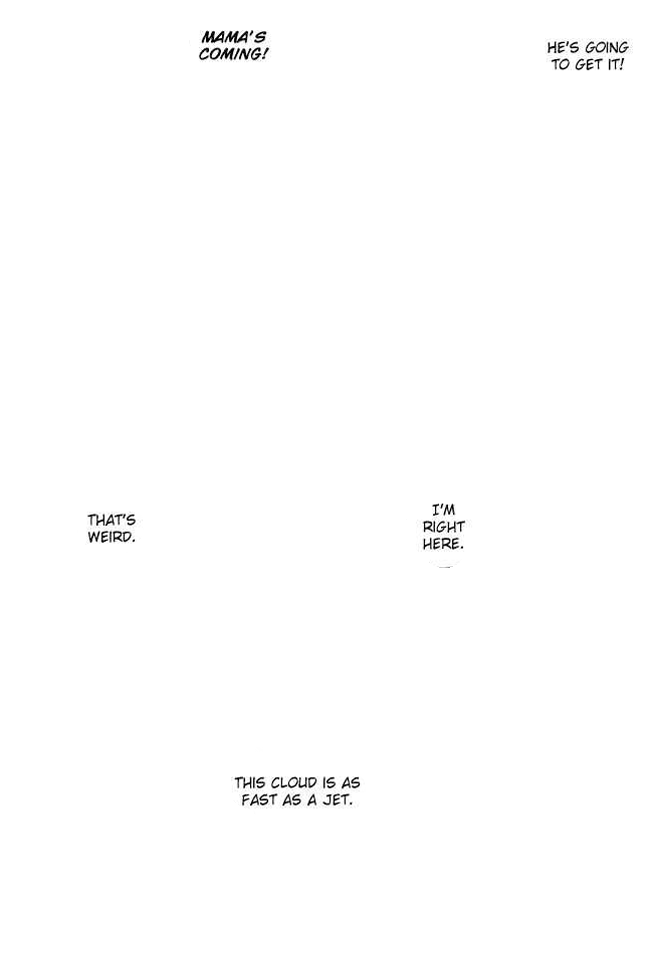 MAMA'S
COMING!
HE'S GOING
TO GET IT!
THAT'S
WEIRD.
I'M
RIGHT
HERE.
THIS CLOUD IS AS
FAST AS A JET.